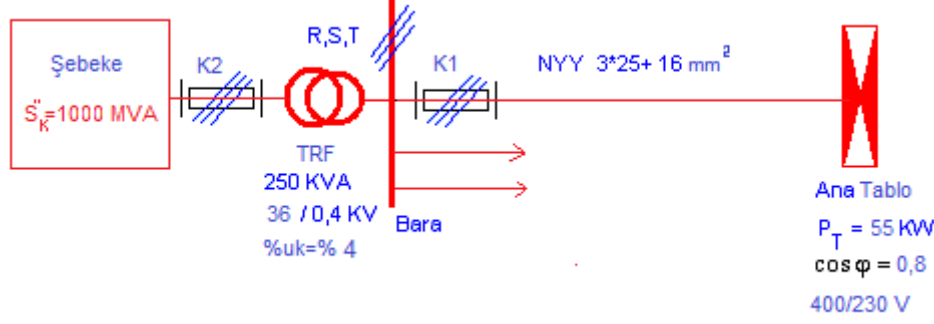 Şebeke
S"K=1000 MVA
K2
R,S,T
TRF
250 KVA
36 / 0,4 KV
%uk=% 4
Bara
K1
NYY 3*25+ 16 mm²
Ana Tablo
PT = 55 KW
cos φ = 0,8
400/230 V